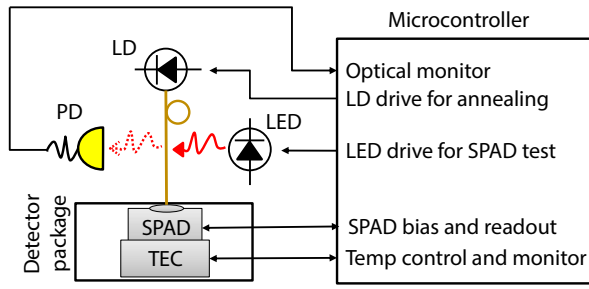 Microcontroller
LD
Optical monitor
LD drive for annealing
PD
LED
LED drive for SPAD test
Detector
package
SPAD
SPAD bias and readout
TEC
Temp control and monitor